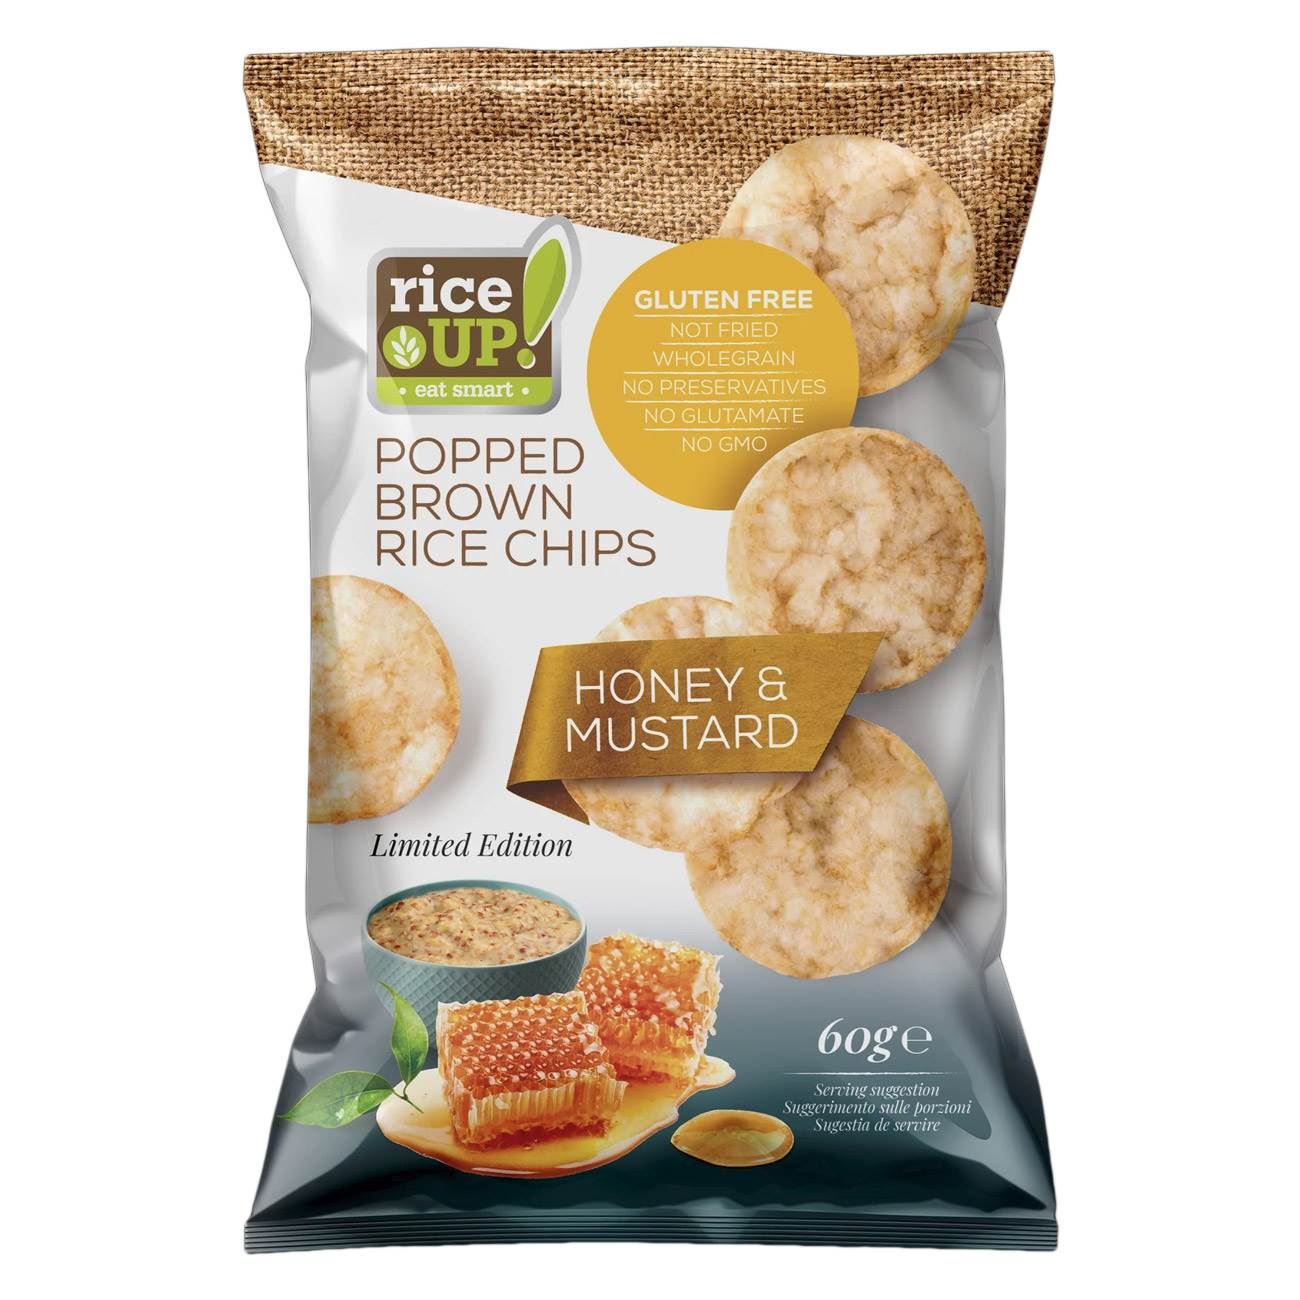 rice
UP!
• eat smart •
GLUTEN FREE
NOT FRIED
WHOLEGRAIN
NO PRESERVATIVES
NO GLUTAMATE
NO GMO
POPPED
BROWN
RICE CHIPS
HONEY &
MUSTARD
Limited Edition
60g ℮
Serving suggestion
Suggerimento sulle porzioni
Sugestia de servire